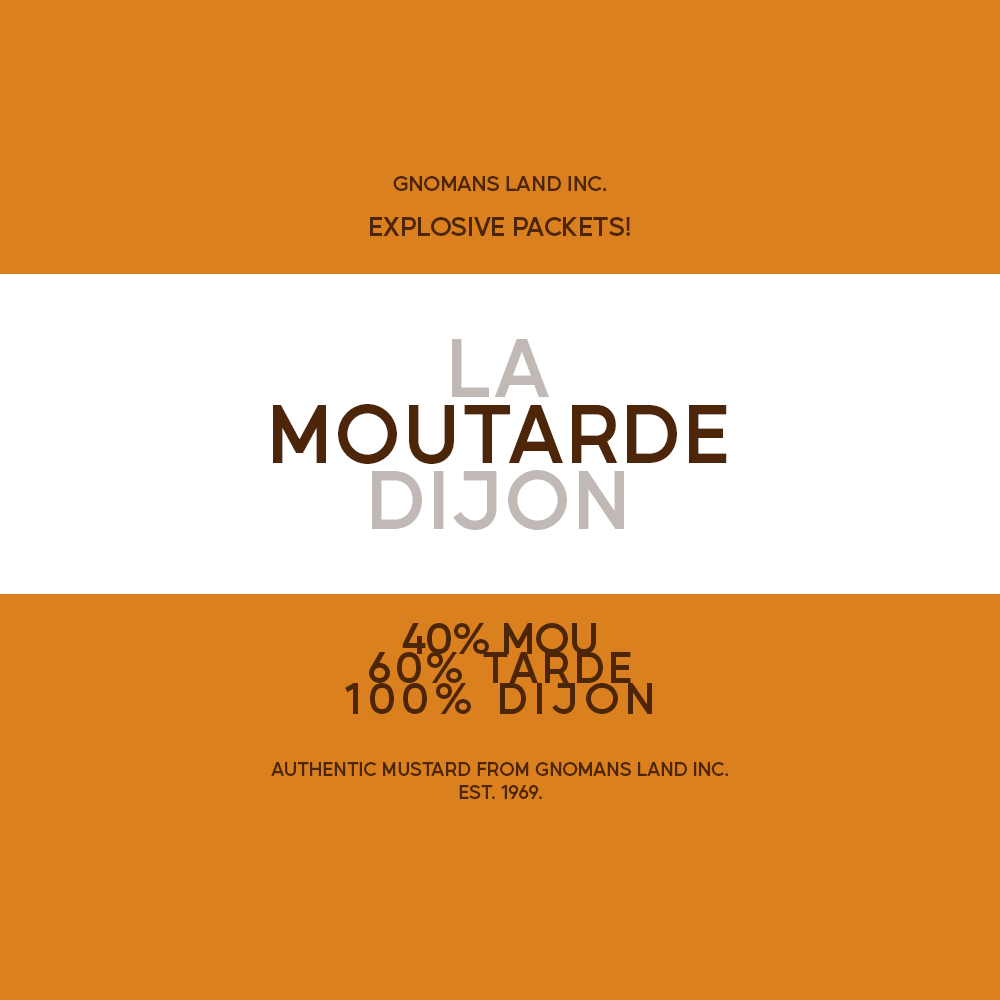 GNOMANS LAND INC.
EXPLOSIVE PACKETS!
LA
MOUTARDE
DIJON
40% MOU
60% TARDE
100% DIJON
AUTHENTIC MUSTARD FROM GNOMANS LAND INC.
EST. 1969.